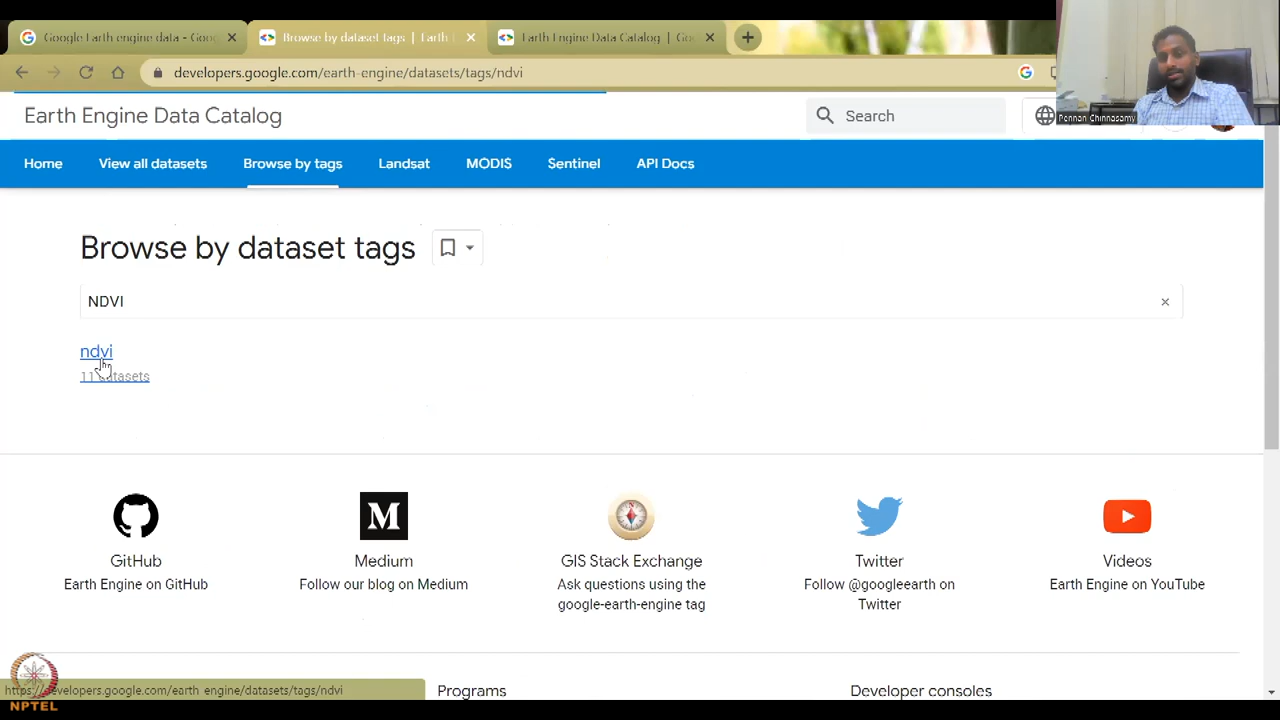 Google Earth engine data - Goo
Browse by dataset tags | Earth
Earth Engine Data Catalog | Go
developers.google.com/earth-engine/datasets/tags/ndvi
Pennan Chinnasamy
Earth Engine Data Catalog
Search
Home
View all datasets
Browse by tags
Landsat
MODIS
Sentinel
API Docs
Browse by dataset tags
NDVI
ndvi
11 datasets
GitHub
Earth Engine on GitHub
Medium
Follow our blog on Medium
GIS Stack Exchange
Ask questions using the
google-earth-engine tag
Twitter
Follow @googleearth on
Twitter
Videos
Earth Engine on YouTube
https://developers.google.com/earth-engine/datasets/tags/ndvi
Programs
Developer consoles
NPTEL